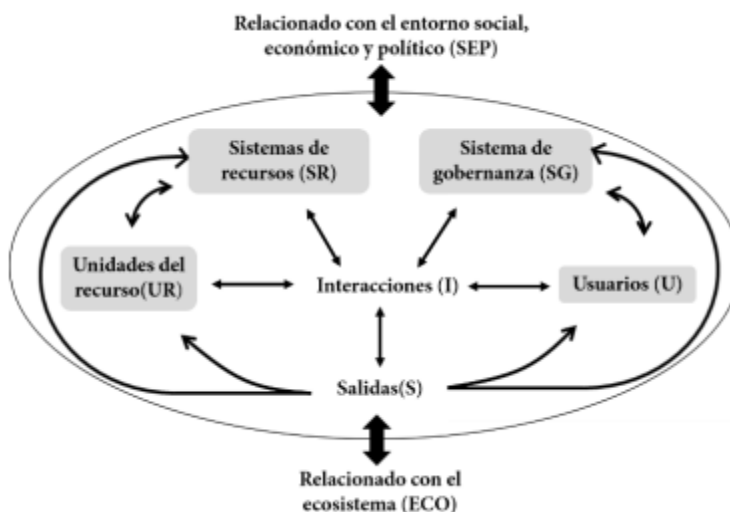 Relacionado con el entorno social,
económico y político (SEP)
Sistemas de
recursos (SR)
Sistema de
gobernanza (SG)
Unidades del
recurso(UR)
Interacciones (I)
Usuarios (U)
Salidas(S)
Relacionado con el
ecosistema (ECO)